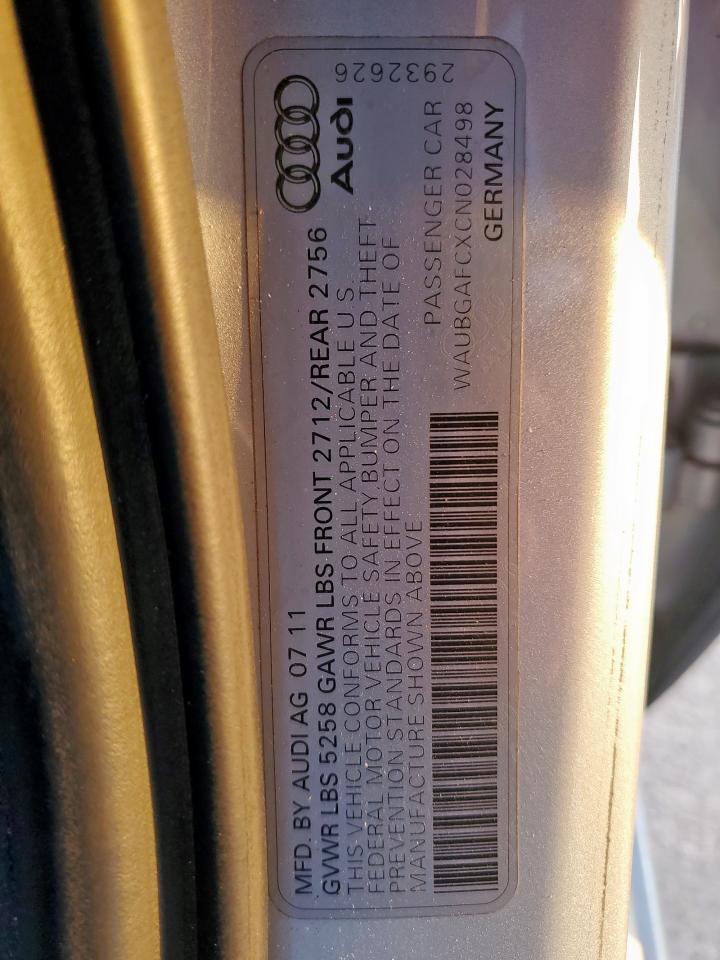 MFD. BY AUDI AG 07 11
GVWR LBS 5258 GAWR LBS FRONT 2712/REAR 2756
THIS VEHICLE CONFORMS TO ALL APPLICABLE U.S.
FEDERAL MOTOR VEHICLE SAFETY, BUMPER AND THEFT
PREVENTION STANDARDS IN EFFECT ON THE DATE OF
MANUFACTURE SHOWN ABOVE
Audi
2932626
PASSENGER CAR
WAUBGAFCXCN028498
GERMANY